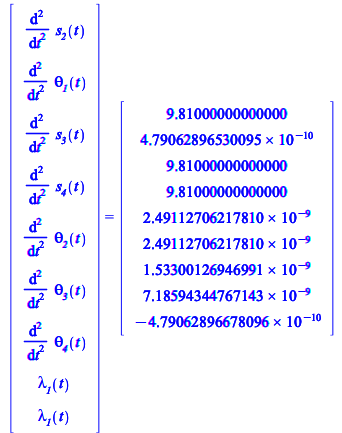 d²/dt² s₂(t)
d²/dt² θ₁(t)
d²/dt² s₃(t)
d²/dt² s₄(t)
d²/dt² θ₂(t)
d²/dt² θ₃(t)
d²/dt² θ₄(t)
λ₁(t)
λ₁(t)
=
9.81000000000000
4.79062896530095 × 10⁻¹⁰
9.81000000000000
9.81000000000000
2.49112706217810 × 10⁻⁹
2.49112706217810 × 10⁻⁹
1.53300126946991 × 10⁻⁹
7.18594344767143 × 10⁻⁹
−4.79062896678096 × 10⁻¹⁰